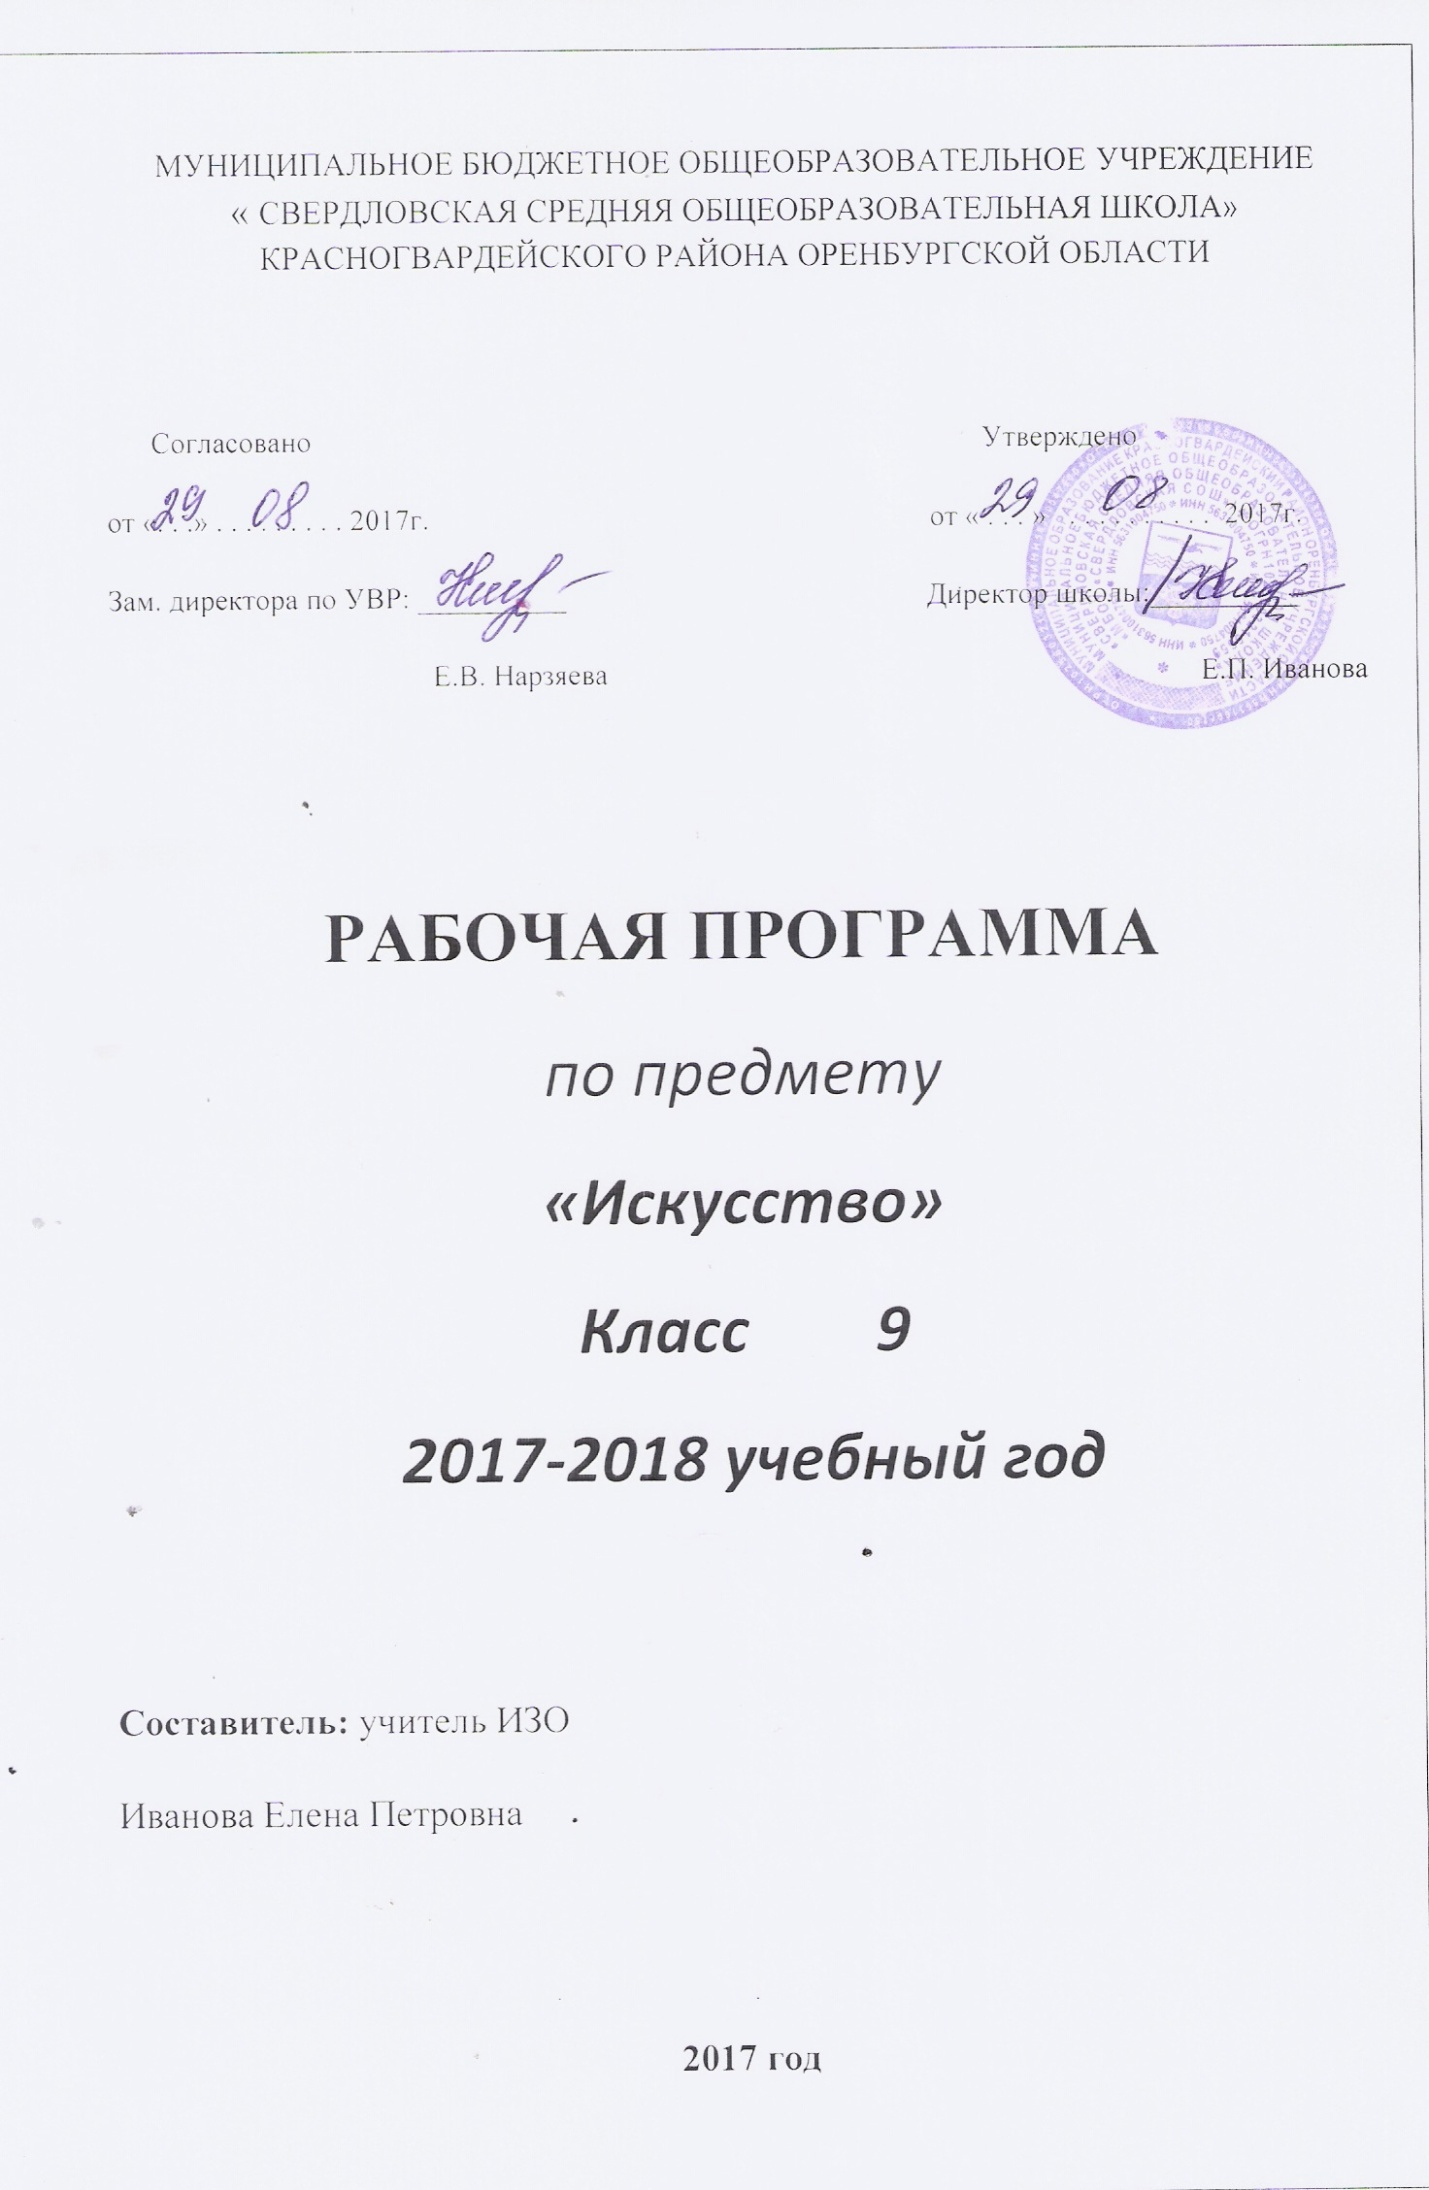 МУНИЦИПАЛЬНОЕ БЮДЖЕТНОЕ ОБЩЕОБРАЗОВАТЕЛЬНОЕ УЧРЕЖДЕНИЕ
« СВЕРДЛОВСКАЯ СРЕДНЯЯ ОБЩЕОБРАЗОВАТЕЛЬНАЯ ШКОЛА»
КРАСНОГВАРДЕЙСКОГО РАЙОНА ОРЕНБУРГСКОЙ ОБЛАСТИ
Согласовано Утверждено
от «29» 08 2017г. от «29» 08 2017г.
Зам. директора по УВР: Директор школы:
Е.В. Нарзяева Е.П. Иванова
РАБОЧАЯ ПРОГРАММА
по предмету
«Искусство»
Класс 9
2017-2018 учебный год
Составитель: учитель ИЗО
Иванова Елена Петровна
2017 год